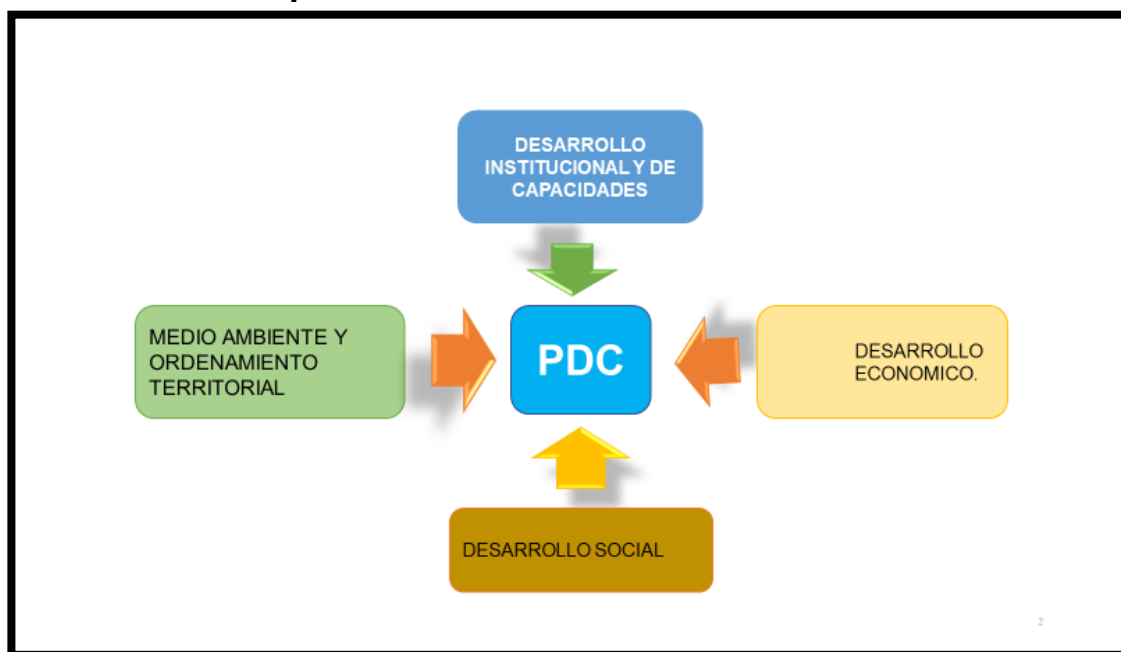 DESARROLLO
INSTITUCIONAL Y DE
CAPACIDADES
MEDIO AMBIENTE Y
ORDENAMIENTO
TERRITORIAL
PDC
DESARROLLO
ECONOMICO.
DESARROLLO SOCIAL
2